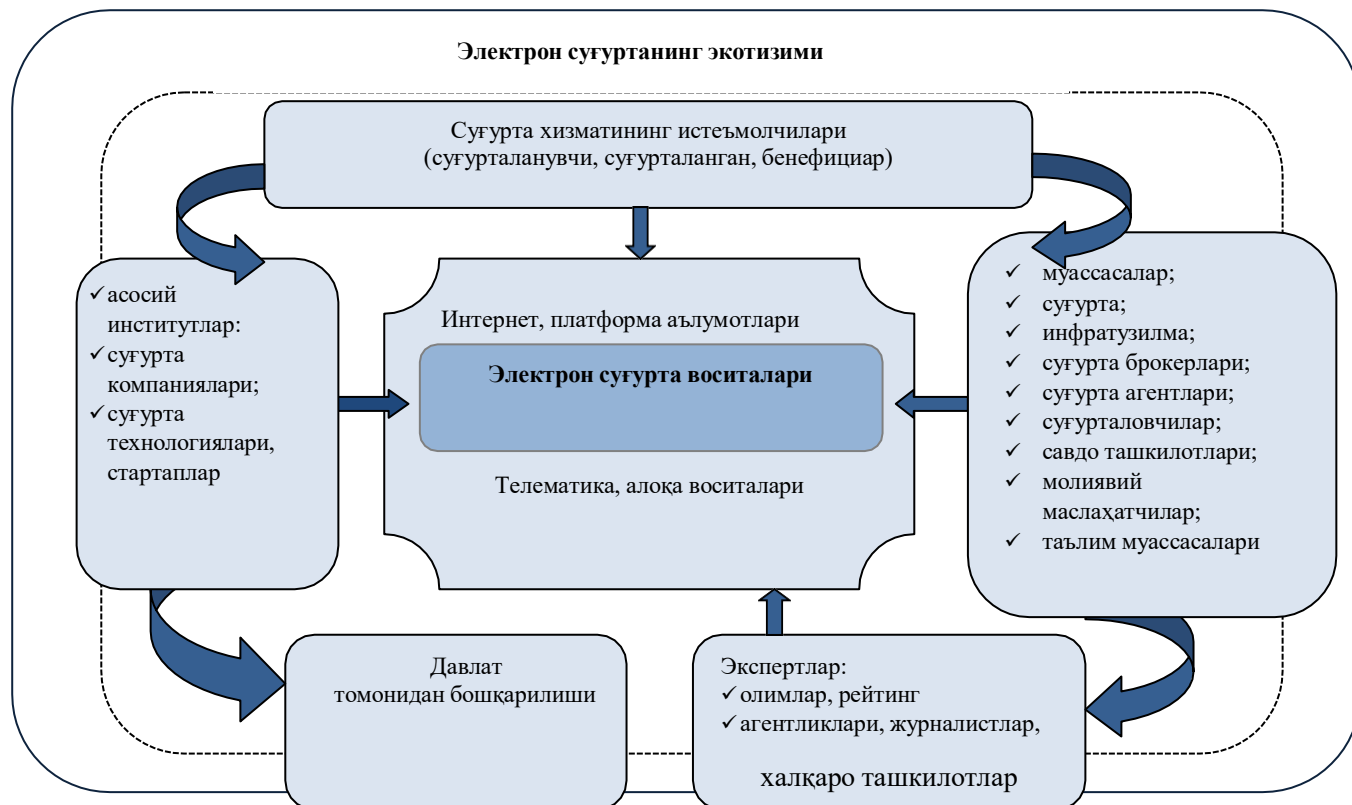 Электрон суғуртанинг экотизими
Суғурта хизматининг истеъмолчилари
(суғурталанувчи, суғурталанган, бенефициар)
✓ асосий
институтлар:
✓ суғурта
компаниялари;
✓ суғурта
технологиялари,
стартаплар
Интернет, платформа аълумотлари
Электрон суғурта воситалари
Телематика, алоқа воситалари
✓ муассасалар;
✓ суғурта;
✓ инфратузилма;
✓ суғурта брокерлари;
✓ суғурта агентлари;
✓ суғурталовчилар;
✓ савдо ташкилотлари;
✓ молиявий
маслаҳатчилар;
✓ таълим муассасалари
Давлат
томонидан бошқарилиши
Экспертлар:
✓ олимлар, рейтинг
✓ агентликлари, журналистлар,
халқаро ташкилотлар